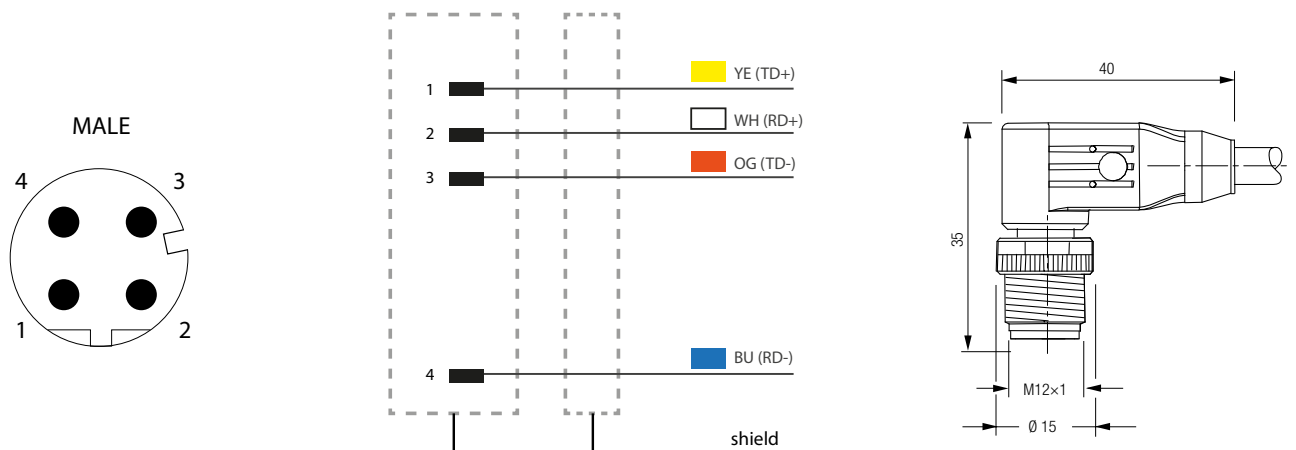 MALE
4 3
1 2
1 YE (TD+)
2 WH (RD+)
3 OG (TD-)
4 BU (RD-)
shield
40
35
M12×1
Ø 15